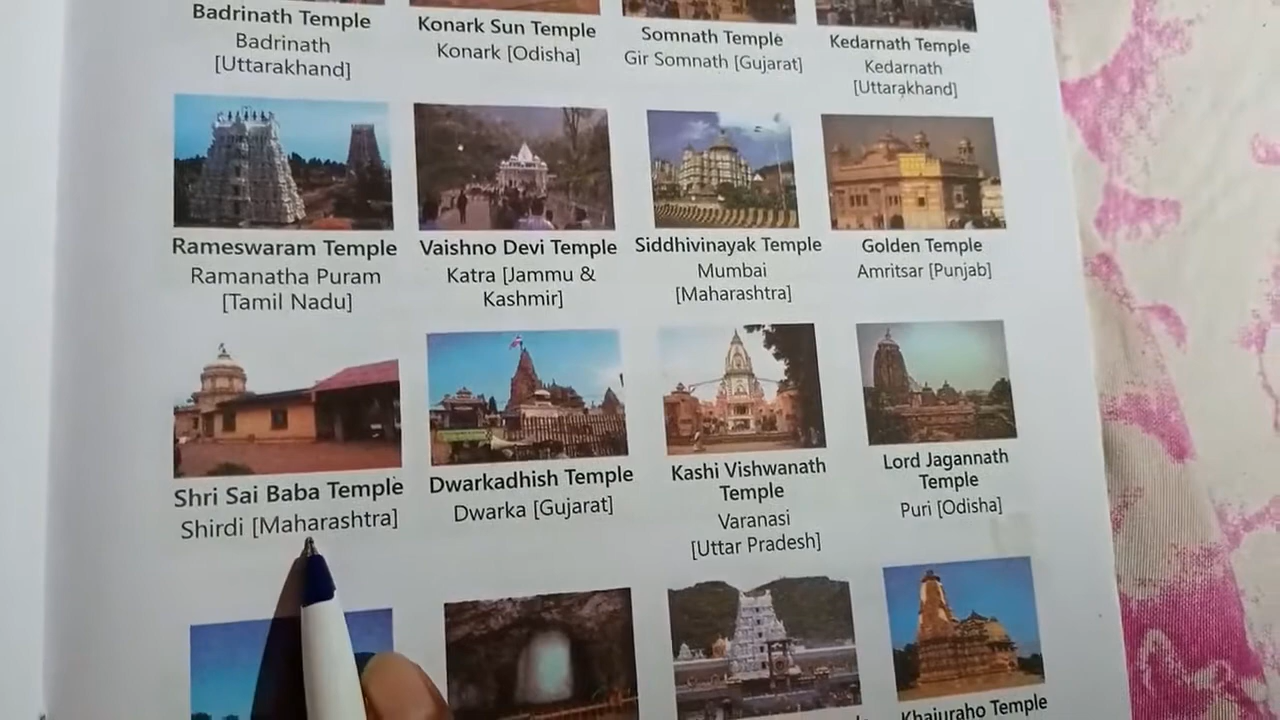 Badrinath Temple
Badrinath
[Uttarakhand]
Konark Sun Temple
Konark [Odisha]
Somnath Temple
Gir Somnath [Gujarat]
Kedarnath Temple
Kedarnath
[Uttarakhand]
Rameswaram Temple
Ramanatha Puram
[Tamil Nadu]
Vaishno Devi Temple
Katra [Jammu &
Kashmir]
Siddhivinayak Temple
Mumbai
[Maharashtra]
Golden Temple
Amritsar [Punjab]
Shri Sai Baba Temple
Shirdi [Maharashtra]
Dwarkadhish Temple
Dwarka [Gujarat]
Kashi Vishwanath
Temple
Varanasi
[Uttar Pradesh]
Lord Jagannath
Temple
Puri [Odisha]
Khajuraho Temple